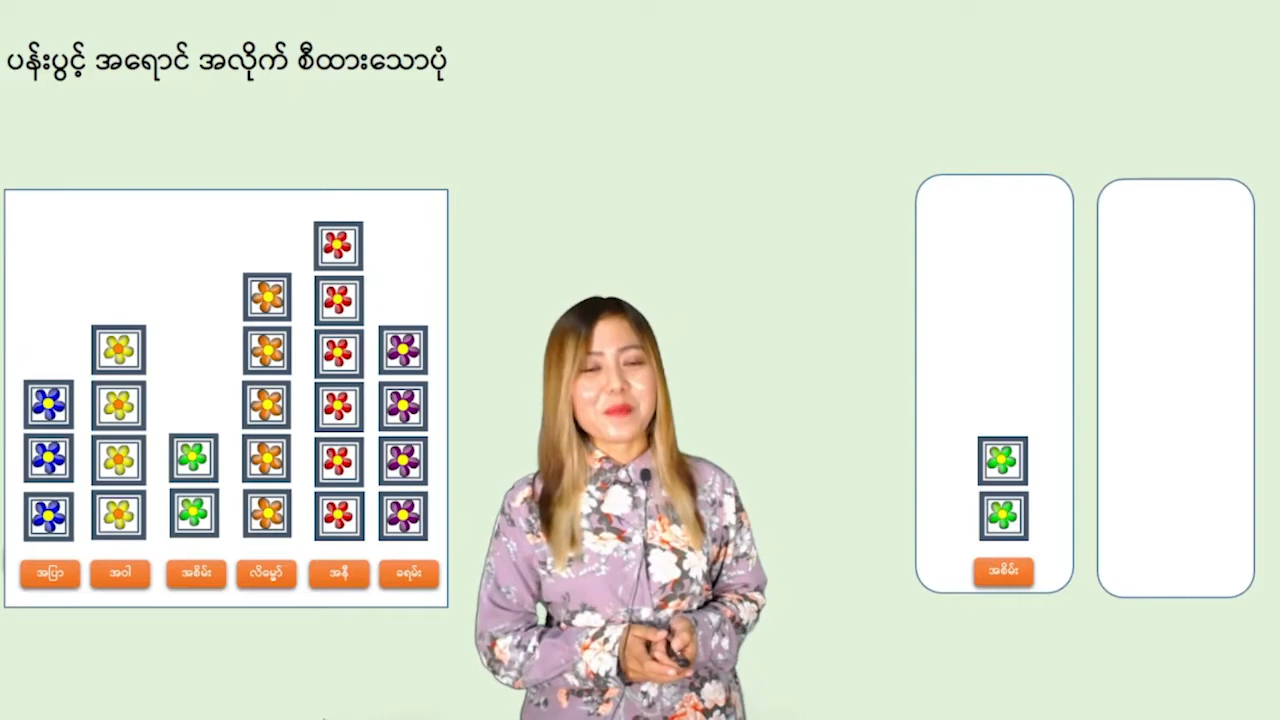 ပန်းပွင့် အရောင် အလိုက် စီထားသောပုံ
အပြာ
အဝါ
အစိမ်း
လိမ္မော်
အနီ
ခရမ်း
အစိမ်း